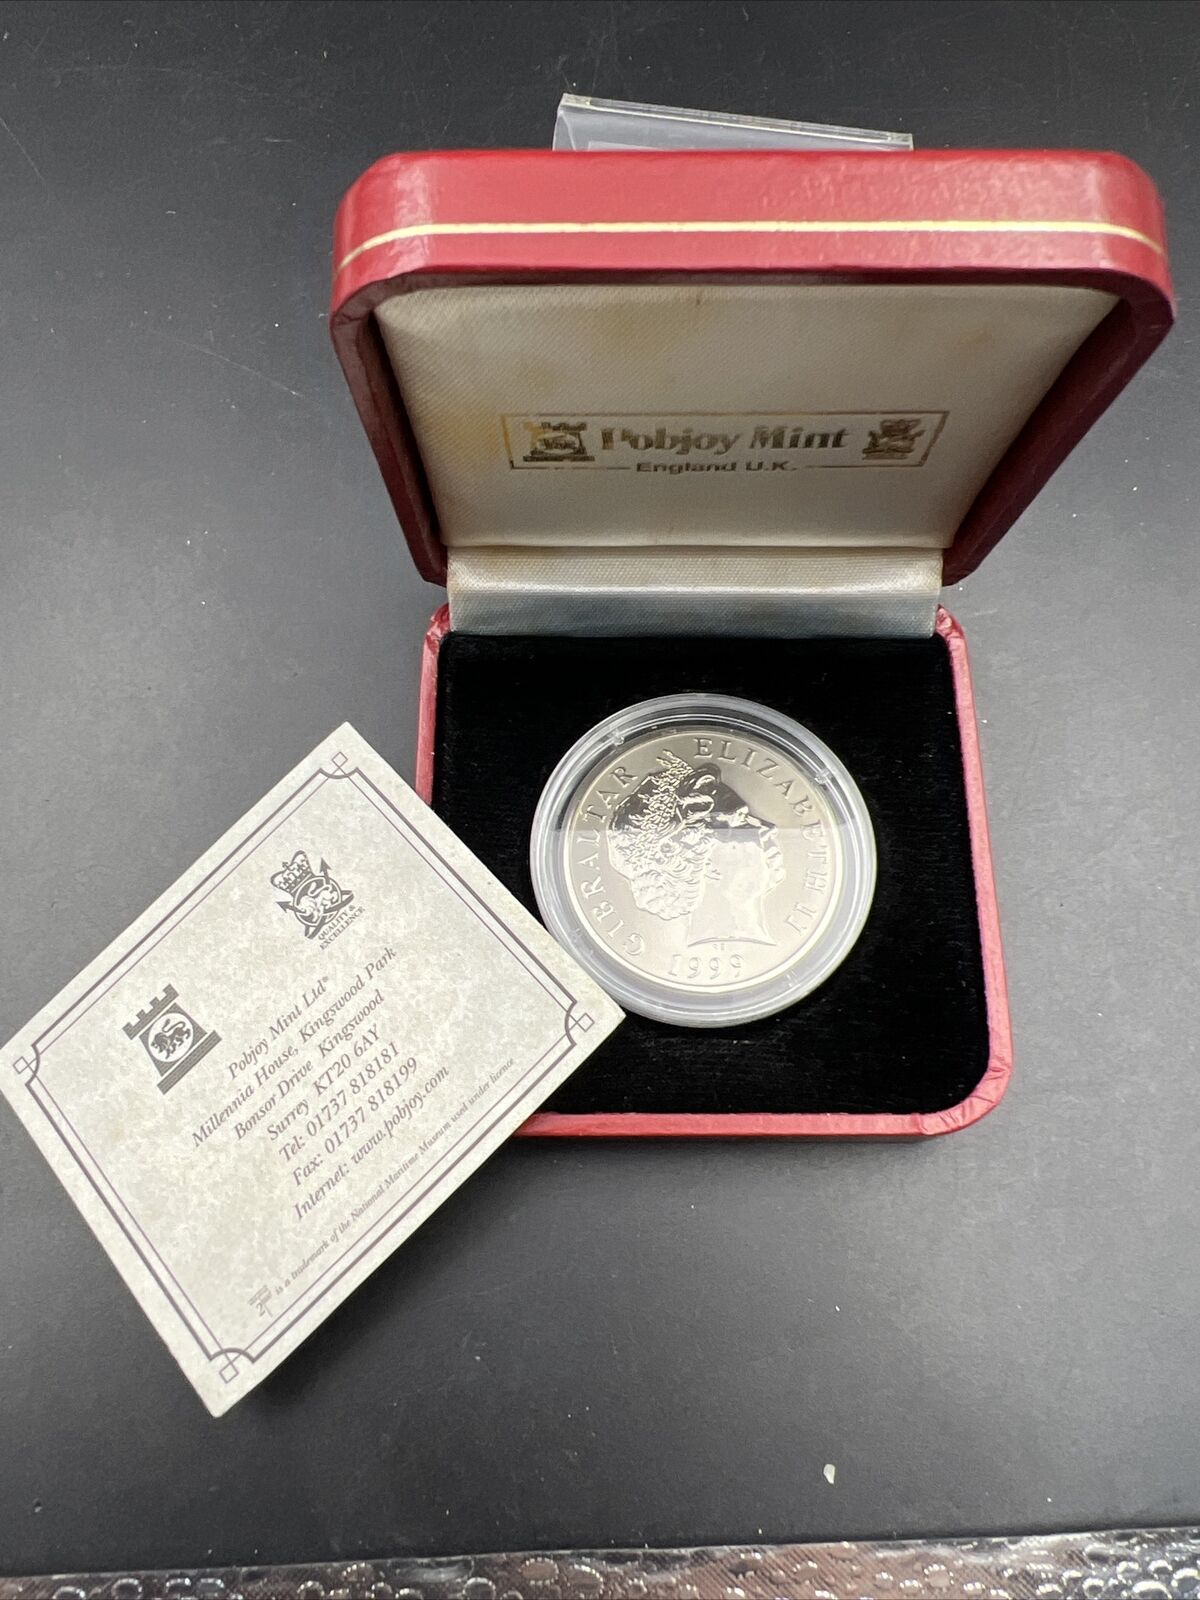 Pobjoy Mint
England U.K.
GIBRALTAR ELIZABETH II
1999
QUALITY &
EXCELLENCE
Pobjoy Mint Ltd®
Millennia House, Kingswood Park
Bonsor Drive Kingswood
Surrey KT20 6AY
Tel: 01737 818181
Fax: 01737 818199
Internet: www.pobjoy.com
is a trademark of the National Maritime Museum used under licence